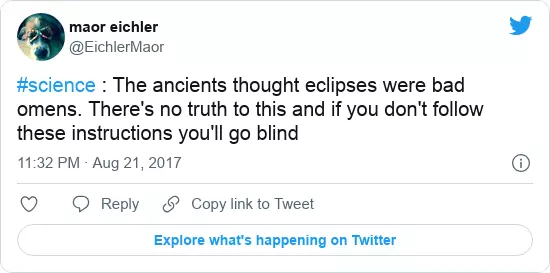 maor eichler
@EichlerMaor
#science : The ancients thought eclipses were bad
omens. There's no truth to this and if you don't follow
these instructions you'll go blind
11:32 PM · Aug 21, 2017
Reply
Copy link to Tweet
Explore what's happening on Twitter